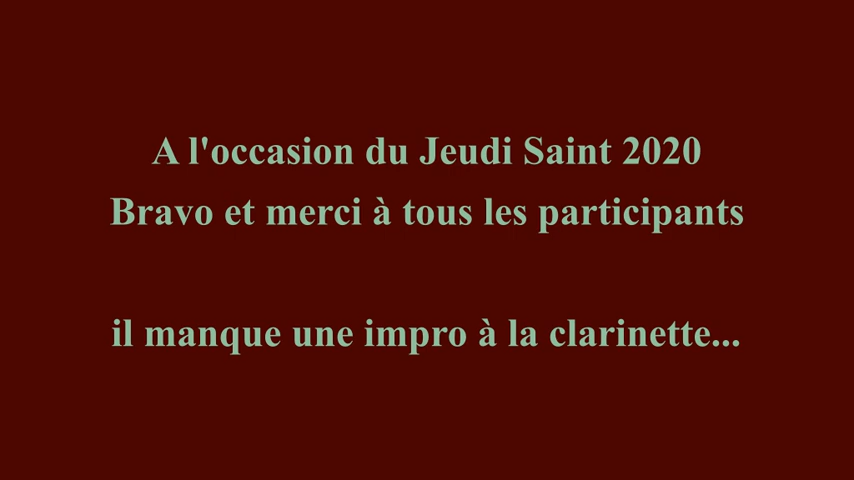 A l'occasion du Jeudi Saint 2020
Bravo et merci à tous les participants
il manque une impro à la clarinette...